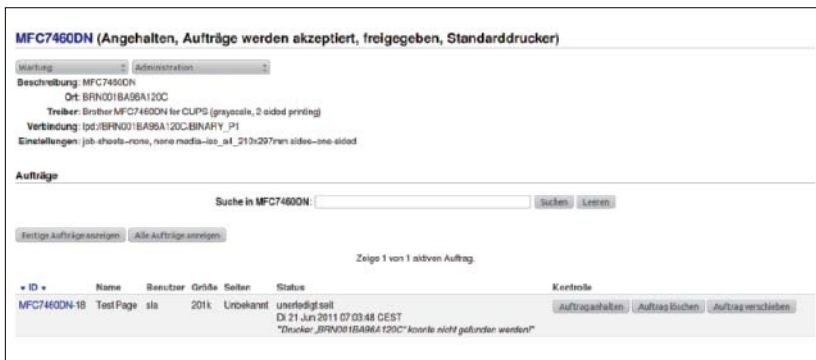 MFC7460DN (Angehalten, Aufträge werden akzeptiert, freigegeben, Standarddrucker)
Wartung Administration
Beschreibung: MFC7460DN
Ort: BRN001BA96A120C
Treiber: Brother MFC7460DN for CUPS (grayscale, 2-sided printing)
Verbindung: lpd://BRN001BA96A120C/BINARY_P1
Einstellungen: job-sheets=none, none media=iso_a4_210x297mm sides=one-sided
Aufträge
Suche in MFC7460DN: Suchen Leeren
Fertige Aufträge anzeigen Alle Aufträge anzeigen
Zeige 1 von 1 aktiven Auftrag.
ID Name Benutzer Größe Seiten Status Kontrolle
MFC7460DN-18 Test Page sla 201k Unbekannt unerledigt seit Auftrag anhalten Auftrag löschen Auftrag verschieben
Di 21 Jun 2011 07:03:48 CEST
"Drucker „BRN001BA96A120C“ konnte nicht gefunden werden!"